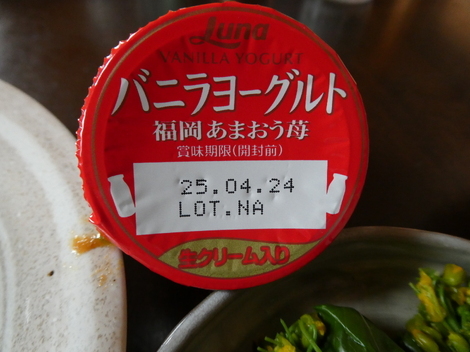 Luna
VANILLA YOGURT
バニラヨーグルト
福岡あまおう苺
賞味期限(開封前)
25.04.24
LOT.NA
生クリーム入り